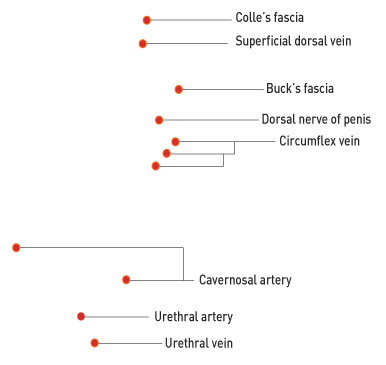 Colle's fascia
Superficial dorsal vein
Buck's fascia
Dorsal nerve of penis
Circumflex vein
Cavernosal artery
Urethral artery
Urethral vein